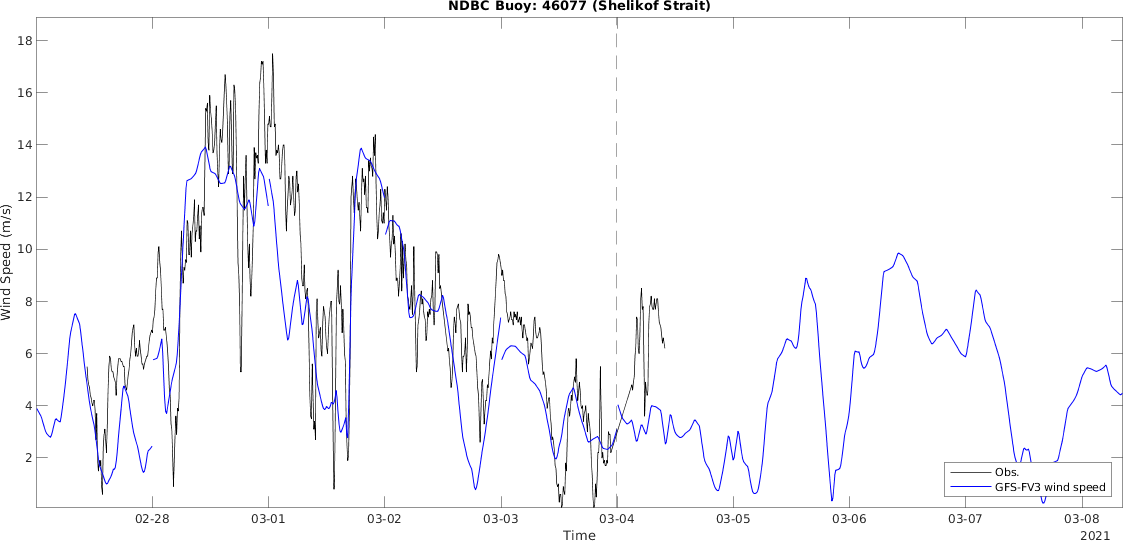 NDBC Buoy: 46077 (Shelikof Strait)
18
16
14
12
10
8
6
4
2
Wind Speed (m/s)
02-28 03-01 03-02 03-03 03-04 03-05 03-06 03-07 03-08
Time
2021
Obs.
GFS-FV3 wind speed